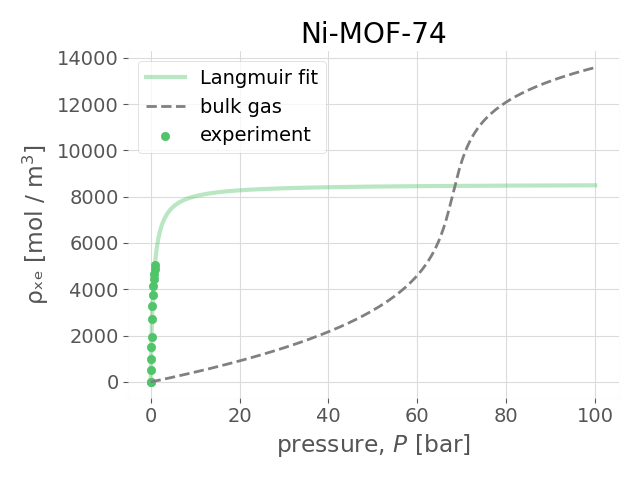 Ni-MOF-74
14000
12000
10000
8000
6000
4000
2000
0
ρₓₑ [mol / m³]
Langmuir fit
bulk gas
experiment
0 20 40 60 80 100
pressure, P [bar]